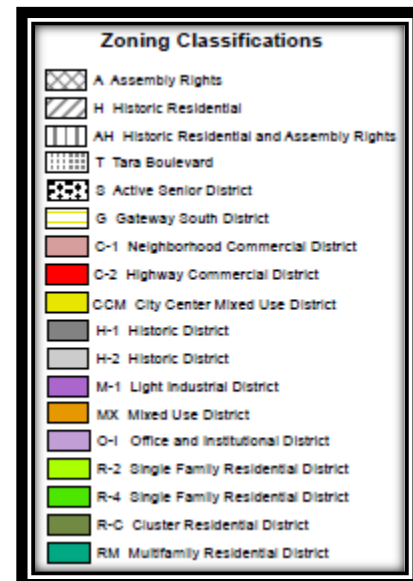 Zoning Classifications
A Assembly Rights
H Historic Residential
AH Historic Residential and Assembly Rights
T Tara Boulevard
S Active Senior District
G Gateway South District
C-1 Neighborhood Commercial District
C-2 Highway Commercial District
CCM City Center Mixed Use District
H-1 Historic District
H-2 Historic District
M-1 Light Industrial District
MX Mixed Use District
O-I Office and Institutional District
R-2 Single Family Residential District
R-4 Single Family Residential District
R-C Cluster Residential District
RM Multifamily Residential District